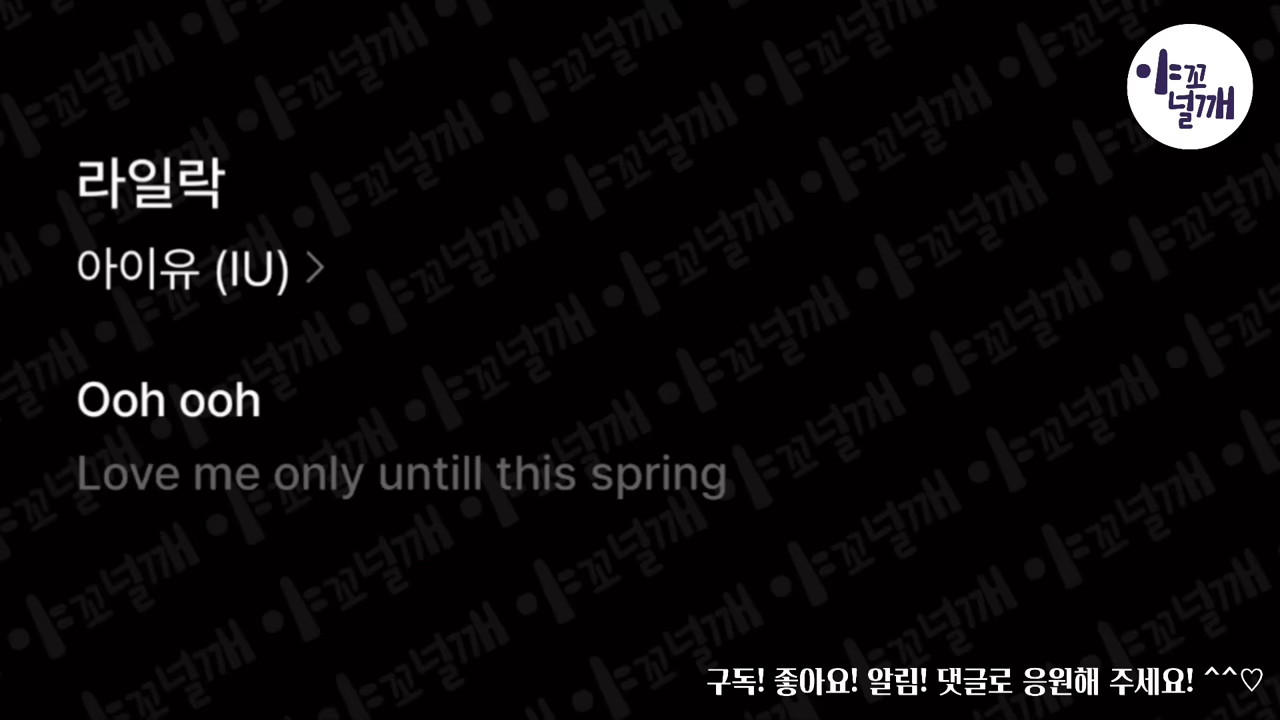 야꼬
널깨
라일락
아이유 (IU) >
Ooh ooh
Love me only untill this spring
구독! 좋아요! 알림! 댓글로 응원해 주세요! ^^♡